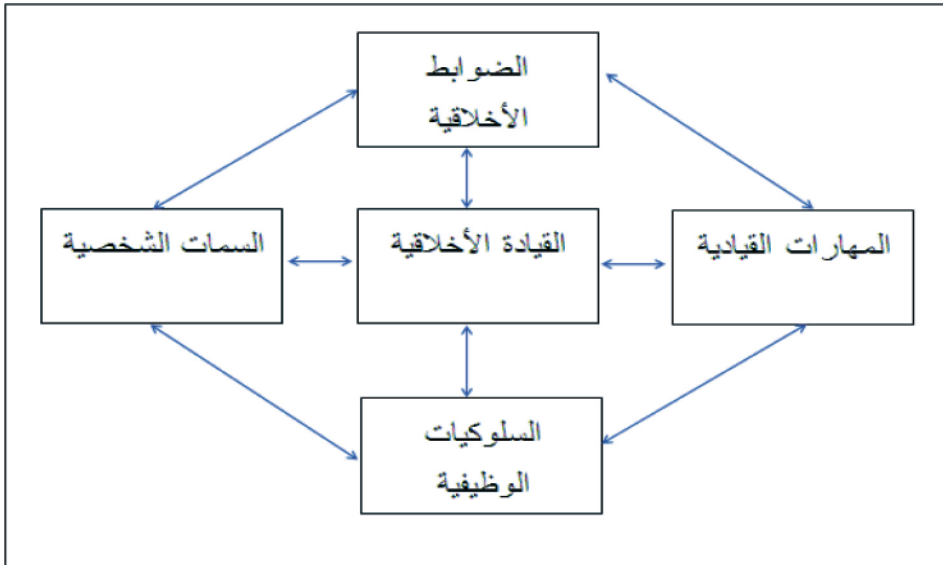 الضوابط
الأخلاقية
المهارات القيادية
القيادة الأخلاقية
السمات الشخصية
السلوكيات
الوظيفية